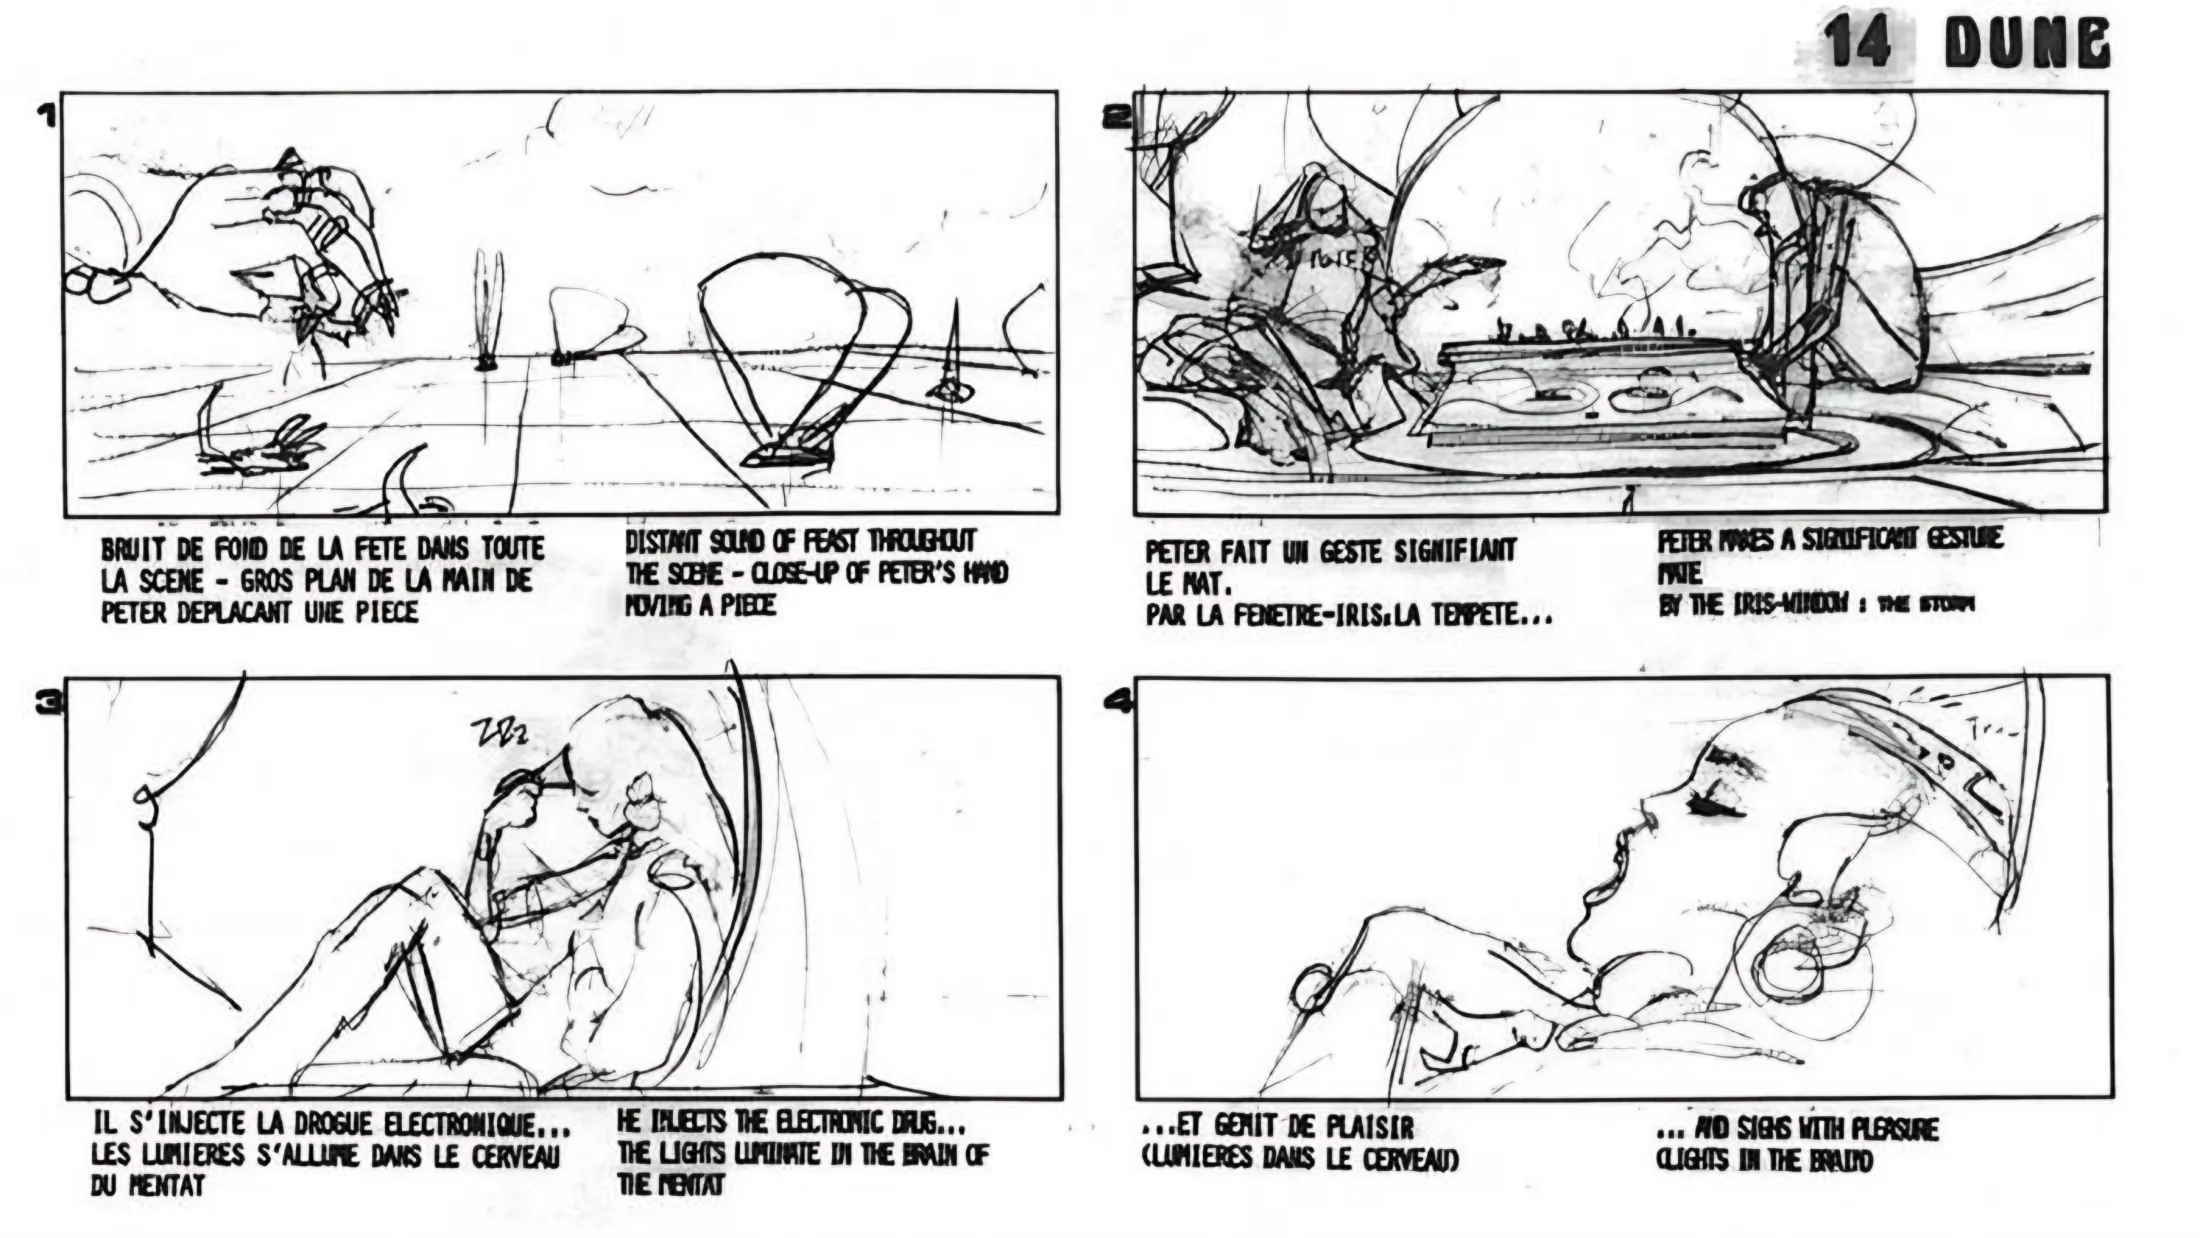 14 DUNE
1
BRUIT DE FOND DE LA FETE DANS TOUTE
LA SCENE - GROS PLAN DE LA MAIN DE
PETER DEPLACANT UNE PIECE
DISTANT SOUND OF FEAST THROUGHOUT
THE SCENE - CLOSE-UP OF PETER'S HAND
MOVING A PIECE
2
PETER FAIT UN GESTE SIGNIFIANT
LE MAT.
PAR LA FENETRE-IRIS:LA TEMPETE...
PETER MAKES A SIGNIFICANT GESTURE
MATE
BY THE IRIS-WINDOW : THE STORM
3
ZZZ
IL S'INJECTE LA DROGUE ELECTRONIQUE...
LES LUMIERES S'ALLUME DANS LE CERVEAU
DU MENTAT
HE INJECTS THE ELECTRONIC DRUG...
THE LIGHTS LUMINATE IN THE BRAIN OF
THE MENTAT
4
...ET GEMIT DE PLAISIR
(LUMIERES DANS LE CERVEAU)
... AND SIGHS WITH PLEASURE
(LIGHTS IN THE BRAIN)